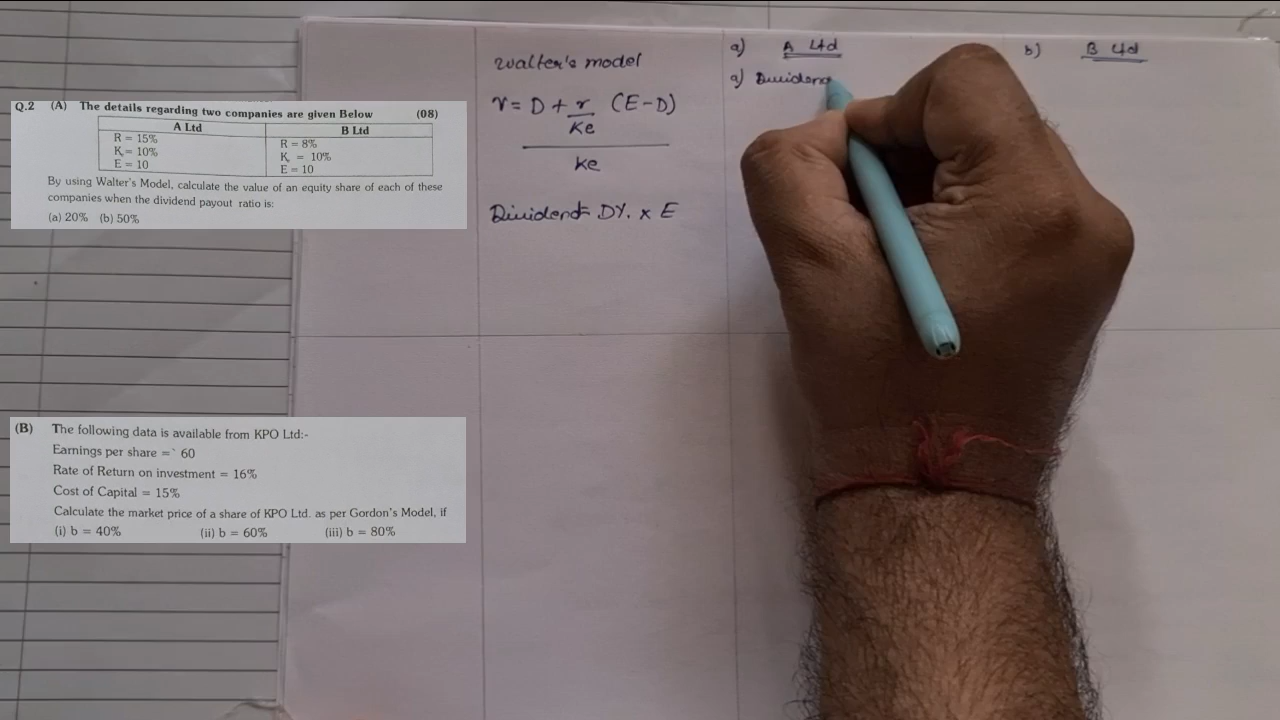 Q.2 (A) The details regarding two companies are given Below (08)
A Ltd B Ltd
R = 15% R = 8%
K = 10% K = 10%
E = 10 E = 10
By using Walter's Model, calculate the value of an equity share of each of these
companies when the dividend payout ratio is:
(a) 20% (b) 50%
(B) The following data is available from KPO Ltd:-
Earnings per share = ` 60
Rate of Return on investment = 16%
Cost of Capital = 15%
Calculate the market price of a share of KPO Ltd. as per Gordon's Model, if
(i) b = 40% (ii) b = 60% (iii) b = 80%
Walter's model
V = D + r (E-D)
Ke
Ke
Dividend = D%. x E
a) A Ltd
a) Dividend
b) B Ltd